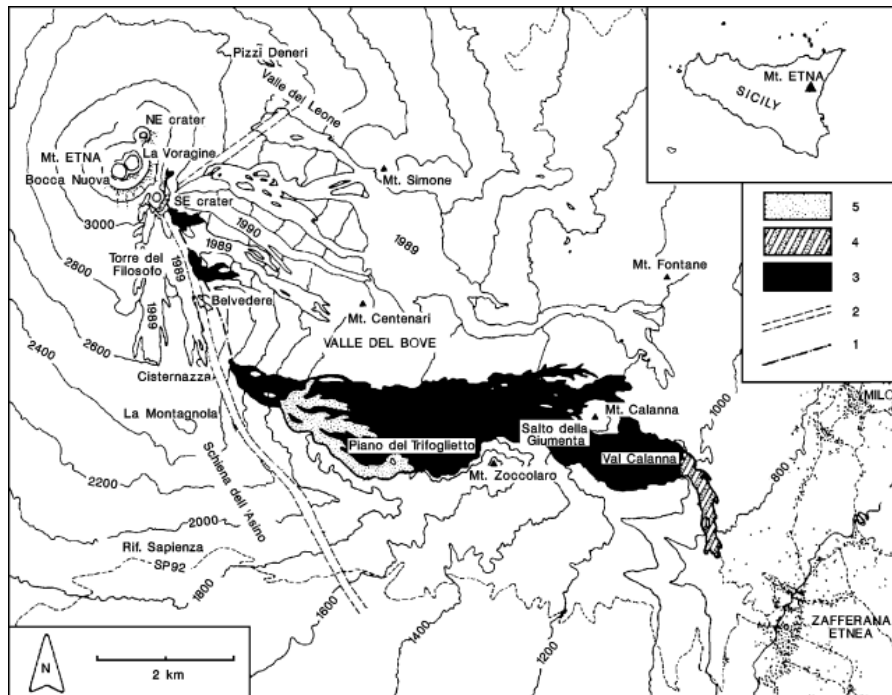 Pizzi Deneri
Valle del Leone
NE crater
Mt. ETNA
La Voragine
Bocca Nuova
SE crater
3000
Torre del
Filosofo
2800
1989
1990
1989
1989
1989
Mt. Simone
Mt. Fontane
Belvedere
Mt. Centenari
2600
2400
VALLE DEL BOVE
Cisternazza
La Montagnola
Schiena dell'Asino
Piano del Trifoglietto
Mt. Zoccolaro
Salto della
Giumenta
Mt. Calanna
Val Calanna
1000
MILO
800
2200
2000
Rif. Sapienza
SP92
1800
1600
1400
1200
ZAFFERANA
ETNEA
Mt. ETNA
SICILY
5
4
3
2
1
N
2 km